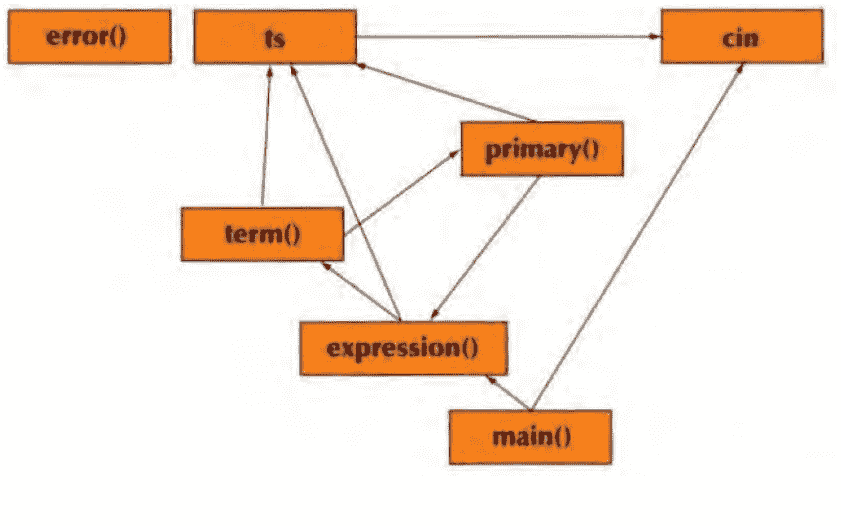 error()
ts
cin
primary()
term()
expression()
main()